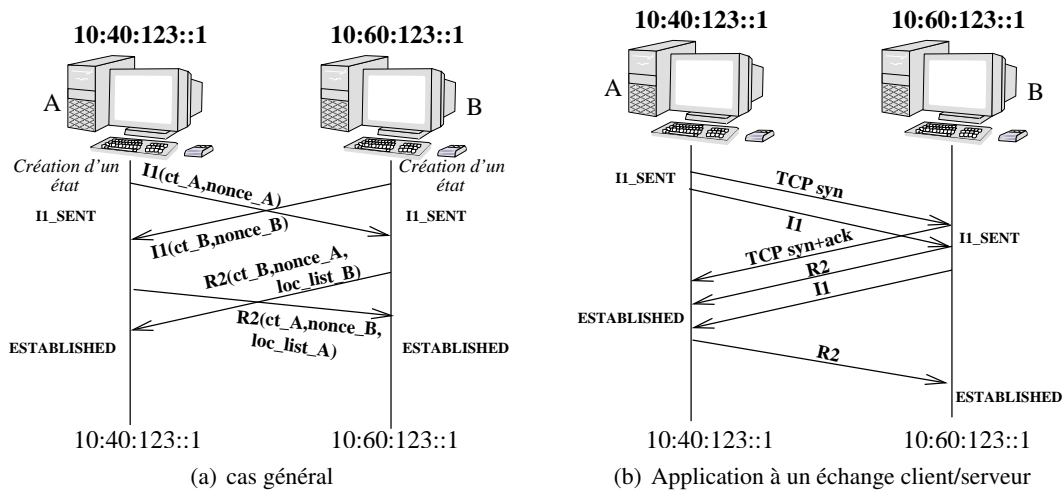 10:40:123::1
10:60:123::1
A
B
Création d'un
état
Création d'un
état
I1(ct_A,nonce_A)
I1_SENT
I1_SENT
I1(ct_B,nonce_B)
R2(ct_B,nonce_A,
loc_list_B)
R2(ct_A,nonce_B,
loc_list_A)
ESTABLISHED
ESTABLISHED
10:40:123::1
10:60:123::1
(a) cas général
10:40:123::1
10:60:123::1
A
B
I1_SENT
TCP syn
I1
TCP syn+ack
I1_SENT
R2
I1
ESTABLISHED
R2
ESTABLISHED
10:40:123::1
10:60:123::1
(b) Application à un échange client/serveur